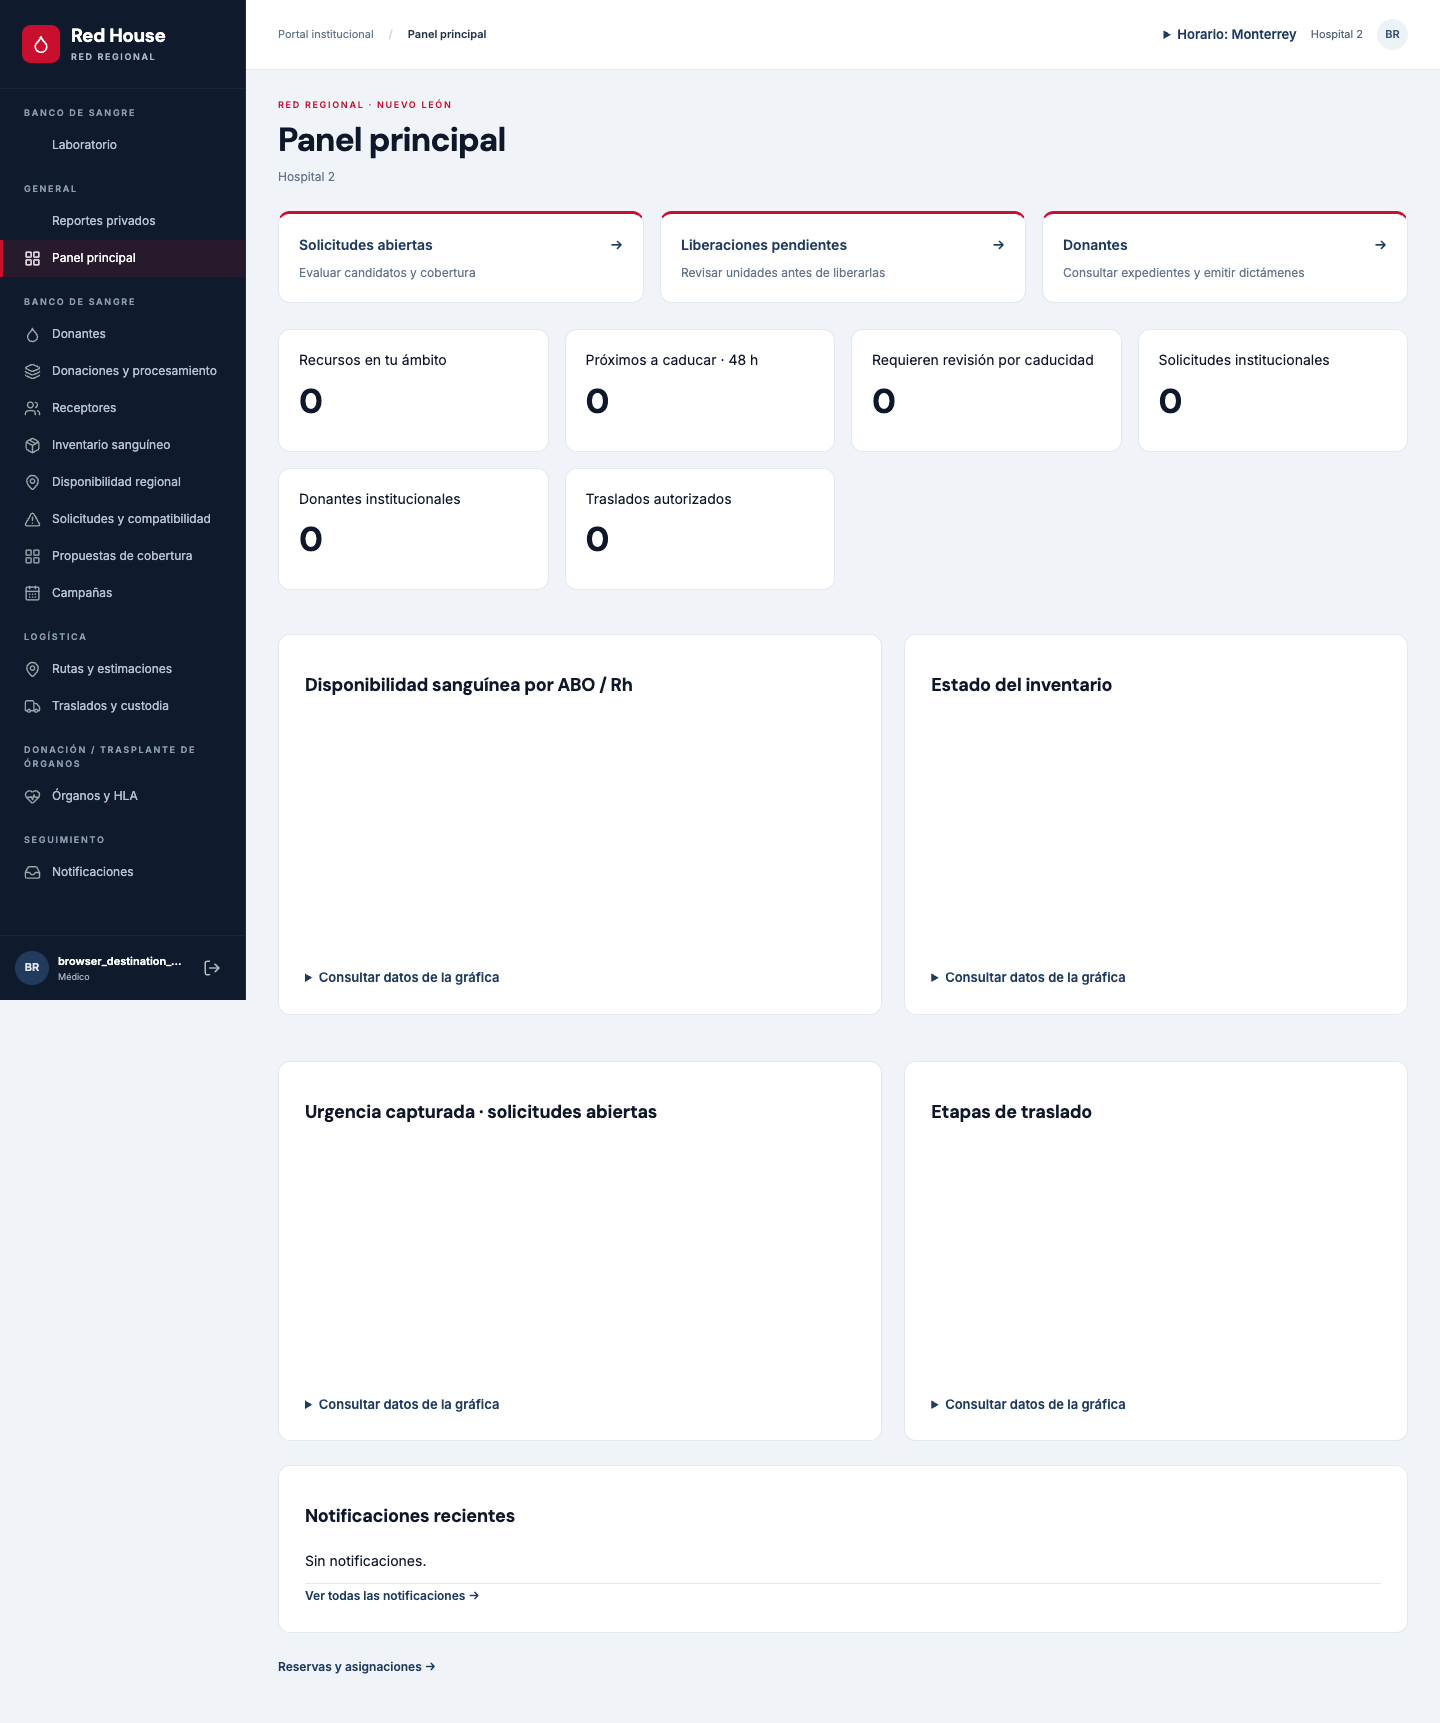 Red House
RED REGIONAL
BANCO DE SANGRE
Laboratorio
GENERAL
Reportes privados
Panel principal
BANCO DE SANGRE
Donantes
Donaciones y procesamiento
Receptores
Inventario sanguíneo
Disponibilidad regional
Solicitudes y compatibilidad
Propuestas de cobertura
Campañas
LOGÍSTICA
Rutas y estimaciones
Traslados y custodia
DONACIÓN / TRASPLANTE DE
ÓRGANOS
Órganos y HLA
SEGUIMIENTO
Notificaciones
BR
browser_destination_...
Médico
Portal institucional / Panel principal
Horario: Monterrey Hospital 2 BR
RED REGIONAL · NUEVO LEÓN
Panel principal
Hospital 2
Solicitudes abiertas →
Evaluar candidatos y cobertura
Liberaciones pendientes →
Revisar unidades antes de liberarlas
Donantes →
Consultar expedientes y emitir dictámenes
Recursos en tu ámbito
0
Próximos a caducar · 48 h
0
Requieren revisión por caducidad
0
Solicitudes institucionales
0
Donantes institucionales
0
Traslados autorizados
0
Disponibilidad sanguínea por ABO / Rh
Consultar datos de la gráfica
Estado del inventario
Consultar datos de la gráfica
Urgencia capturada · solicitudes abiertas
Consultar datos de la gráfica
Etapas de traslado
Consultar datos de la gráfica
Notificaciones recientes
Sin notificaciones.
Ver todas las notificaciones →
Reservas y asignaciones →